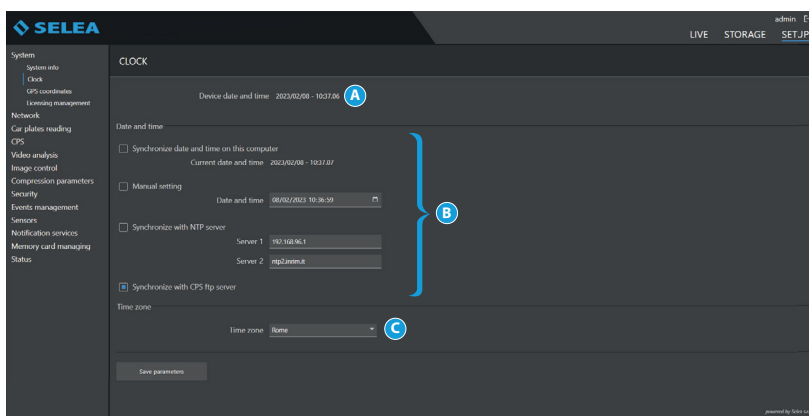 SELEA
admin
LIVE STORAGE SETUP
System
System info
Clock
GPS coordinates
Licensing management
Network
Car plates reading
CPS
Video analysis
Image control
Compression parameters
Security
Events management
Sensors
Notification services
Memory card managing
Status
CLOCK
Device date and time 2023/02/08 - 10:37.06 A
Date and time
Synchronize date and time on this computer
Current date and time 2023/02/08 - 10:37.07
Manual setting
Date and time 08/02/2023 10:36:59
B
Synchronize with NTP server
Server 1 192.168.96.1
Server 2
Synchronize with CPS ftp server
Time zone
Time zone Rome C
Save parameters
powered by Selea